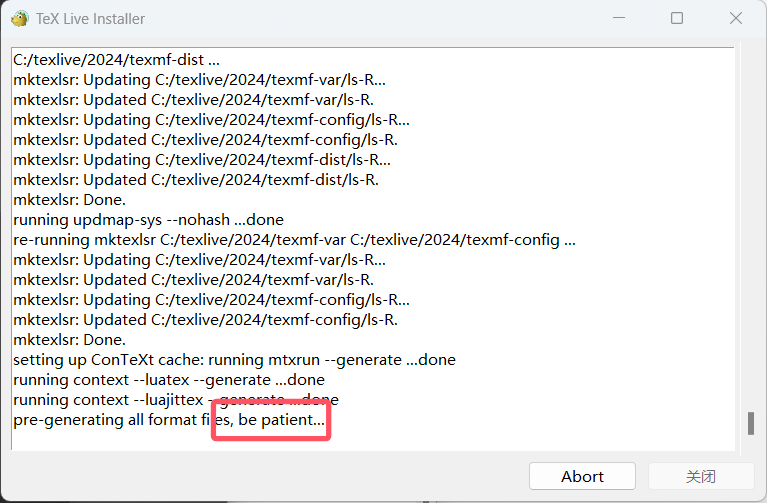 TeX Live Installer
C:/texlive/2024/texmf-dist ...
mktexlsr: Updating C:/texlive/2024/texmf-var/ls-R...
mktexlsr: Updated C:/texlive/2024/texmf-var/ls-R.
mktexlsr: Updating C:/texlive/2024/texmf-config/ls-R...
mktexlsr: Updated C:/texlive/2024/texmf-config/ls-R.
mktexlsr: Updating C:/texlive/2024/texmf-dist/ls-R...
mktexlsr: Updated C:/texlive/2024/texmf-dist/ls-R.
mktexlsr: Done.
running updmap-sys --nohash ...done
re-running mktexlsr C:/texlive/2024/texmf-var C:/texlive/2024/texmf-config ...
mktexlsr: Updating C:/texlive/2024/texmf-var/ls-R...
mktexlsr: Updated C:/texlive/2024/texmf-var/ls-R.
mktexlsr: Updating C:/texlive/2024/texmf-config/ls-R...
mktexlsr: Updated C:/texlive/2024/texmf-config/ls-R.
mktexlsr: Done.
setting up ConTeXt cache: running mtxrun --generate ...done
running context --luatex --generate ...done
running context --luajittex --generate ...done
pre-generating all format files, be patient...
Abort 关闭